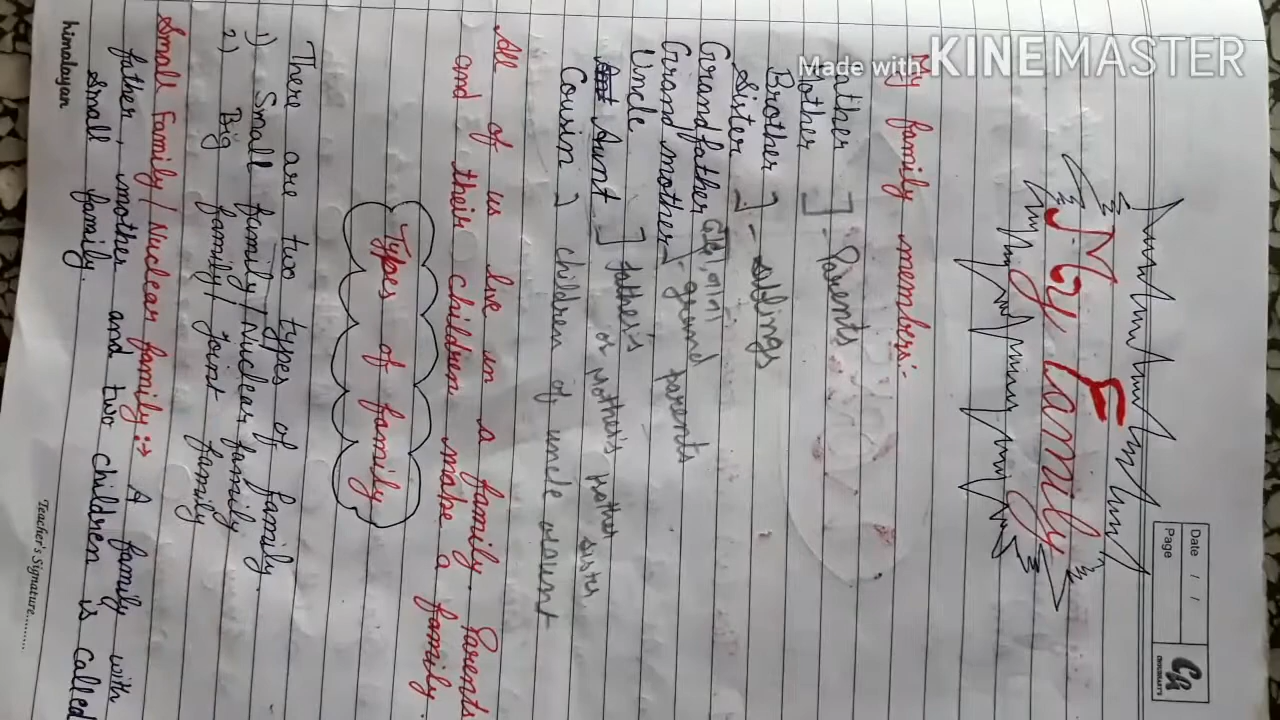 Made with KINEMASTER
Date / /
Page
My Family
My family members:-
Father
Mother ] - Parents
Brother
Sister ] - siblings
Grandfather
Grand mother ] - grand parents
Uncle
Aunt ] father's or Mother's sister
Cousin ] children of uncle
All of us live in a family. Parents
and their children make a family.
Types of family
There are two types of family.
1) Small family / Nuclear family
2) Big family / Joint family
Small Family / Nuclear family :→ A family with
father, mother and two children is called
small family.
himalayan
Teacher's Signature..........